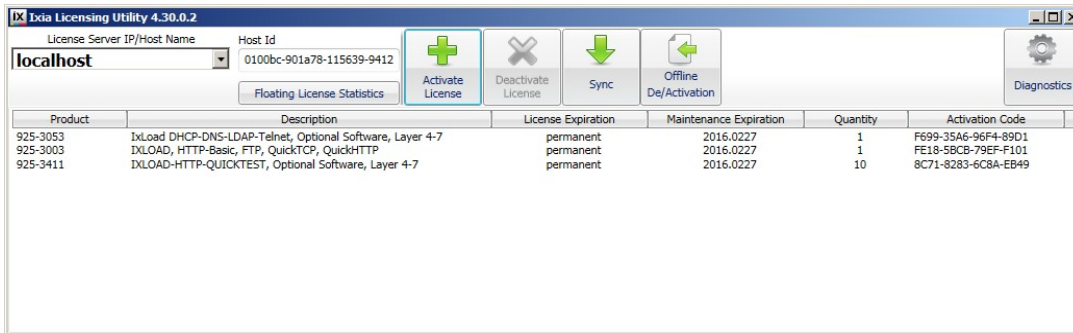 IX Ixia Licensing Utility 4.30.0.2
License Server IP/Host Name
localhost
Host Id
0100bc-901a78-115639-9412
Floating License Statistics
Activate License
Deactivate License
Sync
Offline De/Activation
Diagnostics
Product Description License Expiration Maintenance Expiration Quantity Activation Code
925-3053 IxLoad DHCP-DNS-LDAP-Telnet, Optional Software, Layer 4-7 permanent 2016.0227 1 F699-35A6-96F4-89D1
925-3003 IXLOAD, HTTP-Basic, FTP, QuickTCP, QuickHTTP permanent 2016.0227 1 FE18-5BCB-79EF-F101
925-3411 IXLOAD-HTTP-QUICKTEST, Optional Software, Layer 4-7 permanent 2016.0227 10 8C71-8283-6C8A-EB49